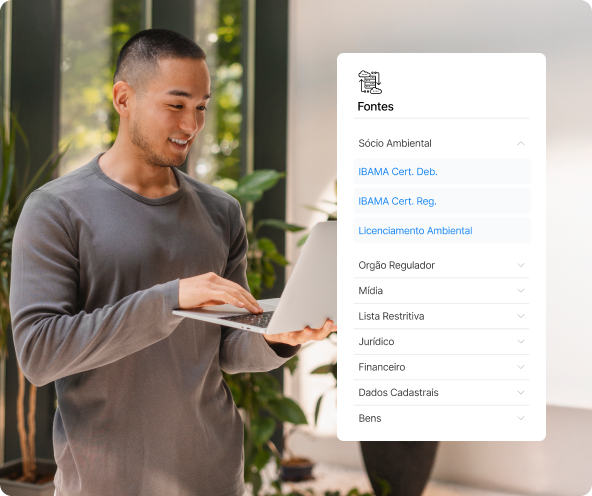 Fontes
Sócio Ambiental
IBAMA Cert. Deb.
IBAMA Cert. Reg.
Licenciamento Ambiental
Orgão Regulador
Mídia
Lista Restritiva
Jurídico
Financeiro
Dados Cadastrais
Bens